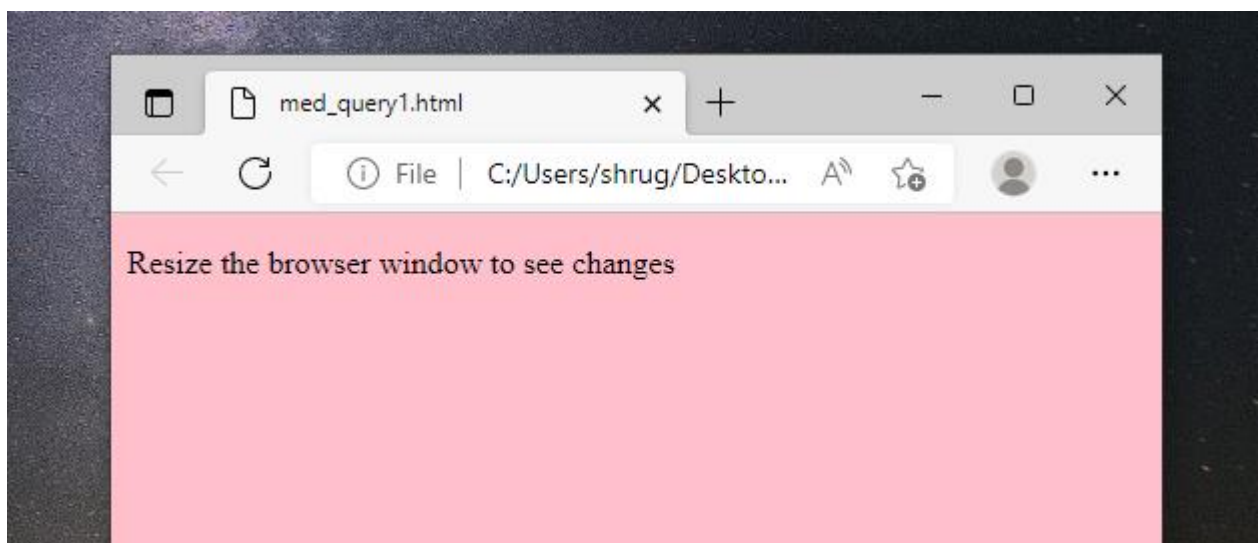 med_query1.html
File | C:/Users/shrug/Deskto...
Resize the browser window to see changes